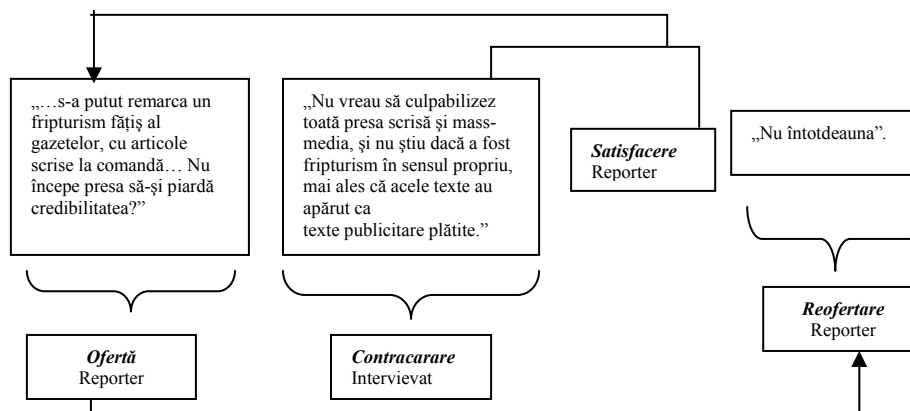 „…s-a putut remarca un
fripturism fățiș al
gazetelor, cu articole
scrise la comandă… Nu
începe presa să-și piardă
credibilitatea?”
„Nu vreau să culpabilizez
toată presa scrisă și mass-
media, și nu știu dacă a fost
fripturism în sensul propriu,
mai ales că acele texte au
apărut ca
texte publicitare plătite.”
Satisfacere
Reporter
„Nu întotdeauna”.
Ofertă
Reporter
Contracarare
Intervievat
Reofertare
Reporter